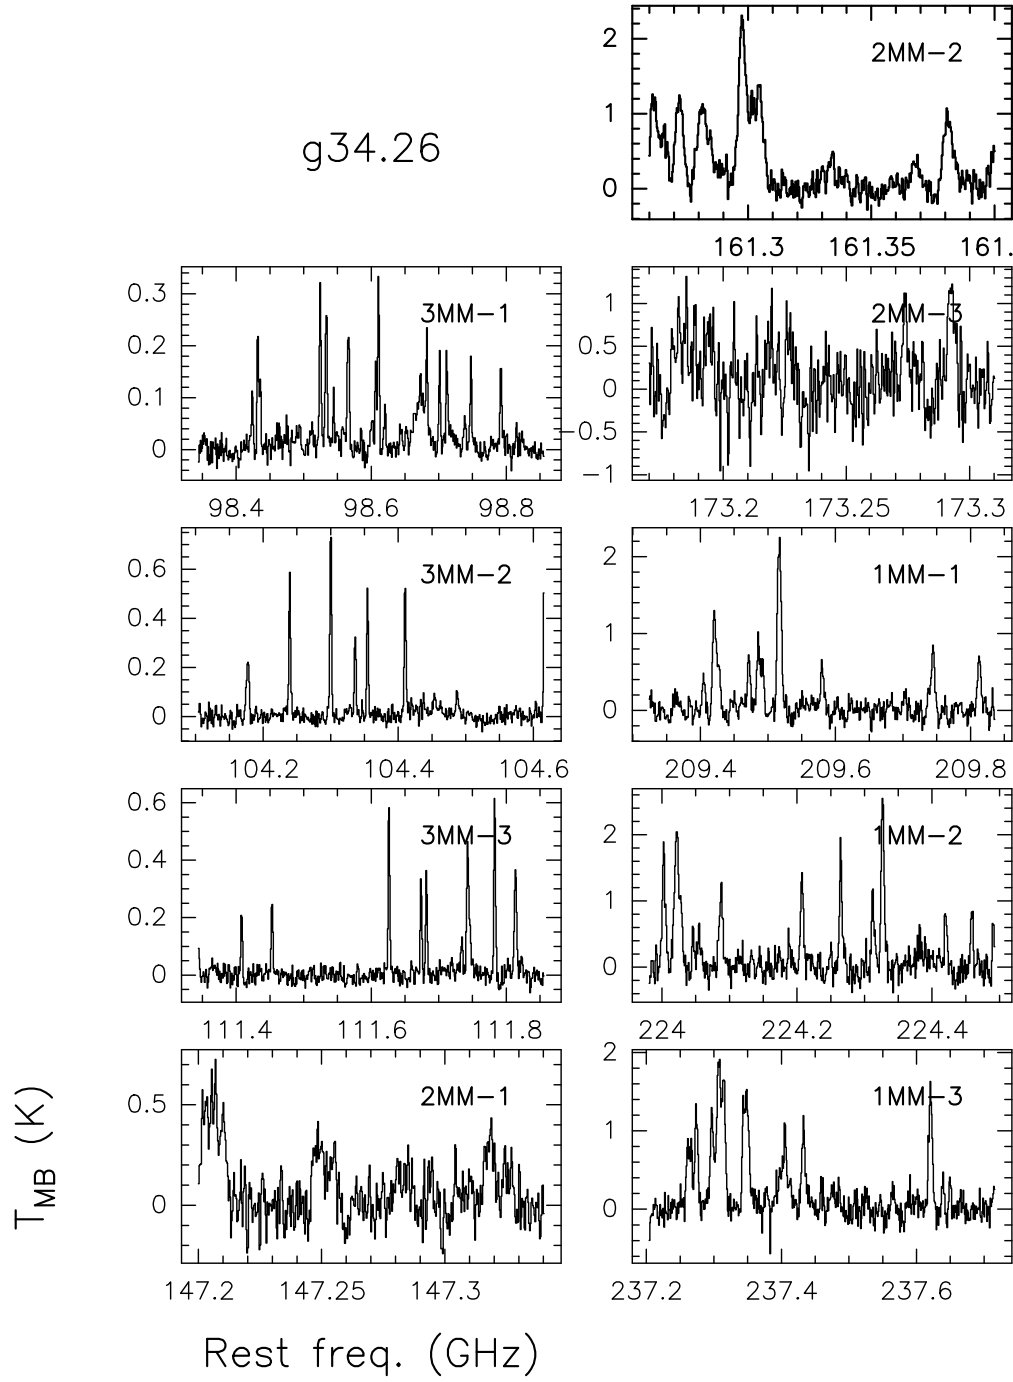 2
2MM-2
g34.26
1
0
161.3 161.35 161.
0.3
3MM-1
0.2
0.1
0
98.4 98.6 98.8
1
2MM-3
0.5
0
-0.5
-1
173.2 173.25 173.3
0.6
3MM-2
0.4
0.2
0
104.2 104.4 104.6
2
1MM-1
1
0
209.4 209.6 209.8
0.6
3MM-3
0.4
0.2
0
111.4 111.6 111.8
2
1MM-2
1
0
224 224.2 224.4
2MM-1
0.5
0
147.2 147.25 147.3
2
1MM-3
1
0
237.2 237.4 237.6
TMB (K)
Rest freq. (GHz)